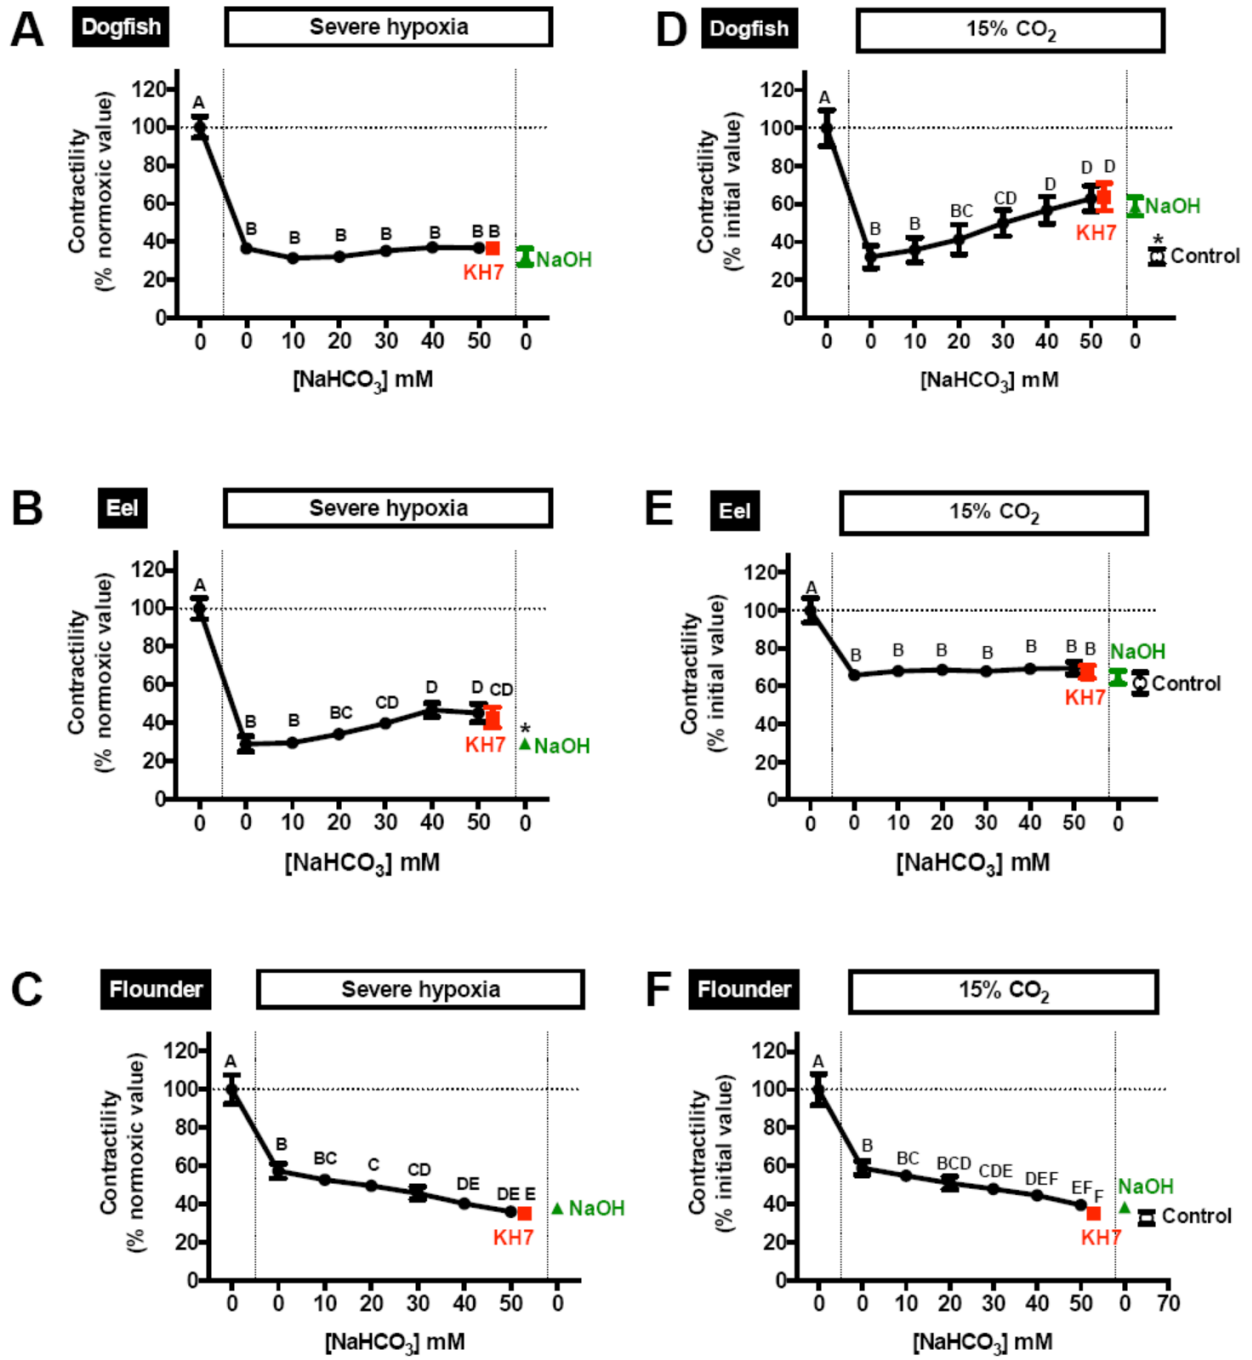 A Dogfish Severe hypoxia
Contractility
(% normoxic value)
120
100
80
60
40
20
0
A
B B B B B B B
KH7
NaOH
0 0 10 20 30 40 50 0
[NaHCO3] mM
D Dogfish 15% CO2
Contractility
(% initial value)
120
100
80
60
40
20
0
A
B B BC CD D D D
KH7
NaOH
*
Control
0 0 10 20 30 40 50 0
[NaHCO3] mM
B Eel Severe hypoxia
Contractility
(% normoxic value)
120
100
80
60
40
20
0
A
B B BC CD D D CD
KH7
*
NaOH
0 0 10 20 30 40 50 0
[NaHCO3] mM
E Eel 15% CO2
Contractility
(% initial value)
120
100
80
60
40
20
0
A
B B B B B B B
KH7
NaOH
Control
0 0 10 20 30 40 50 0
[NaHCO3] mM
C Flounder Severe hypoxia
Contractility
(% normoxic value)
120
100
80
60
40
20
0
A
B BC C CD DE DE E
KH7
NaOH
0 0 10 20 30 40 50 0
[NaHCO3] mM
F Flounder 15% CO2
Contractility
(% initial value)
120
100
80
60
40
20
0
A
B BC BCD CDE DEF EF F
KH7
NaOH
Control
0 0 10 20 30 40 50 0 70
[NaHCO3] mM